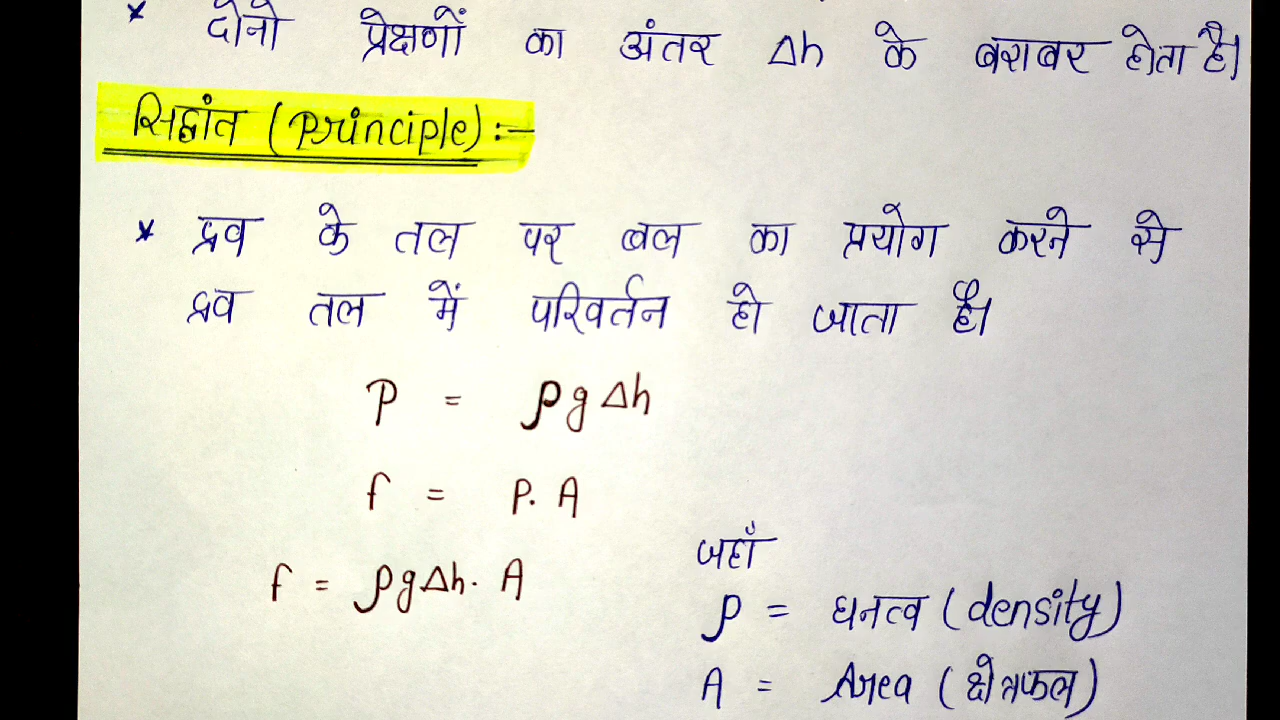 * दोनो प्रेक्षणों का अंतर Δh के बराबर होता है।
सिद्धांत (Principle) :-
* द्रव के तल पर बल का प्रयोग करने से
द्रव तल में परिवर्तन हो जाता है।
P = ρgΔh
f = P. A
f = ρgΔh. A
जहाँ
ρ = घनत्व (density)
A = Area (क्षेत्रफल)